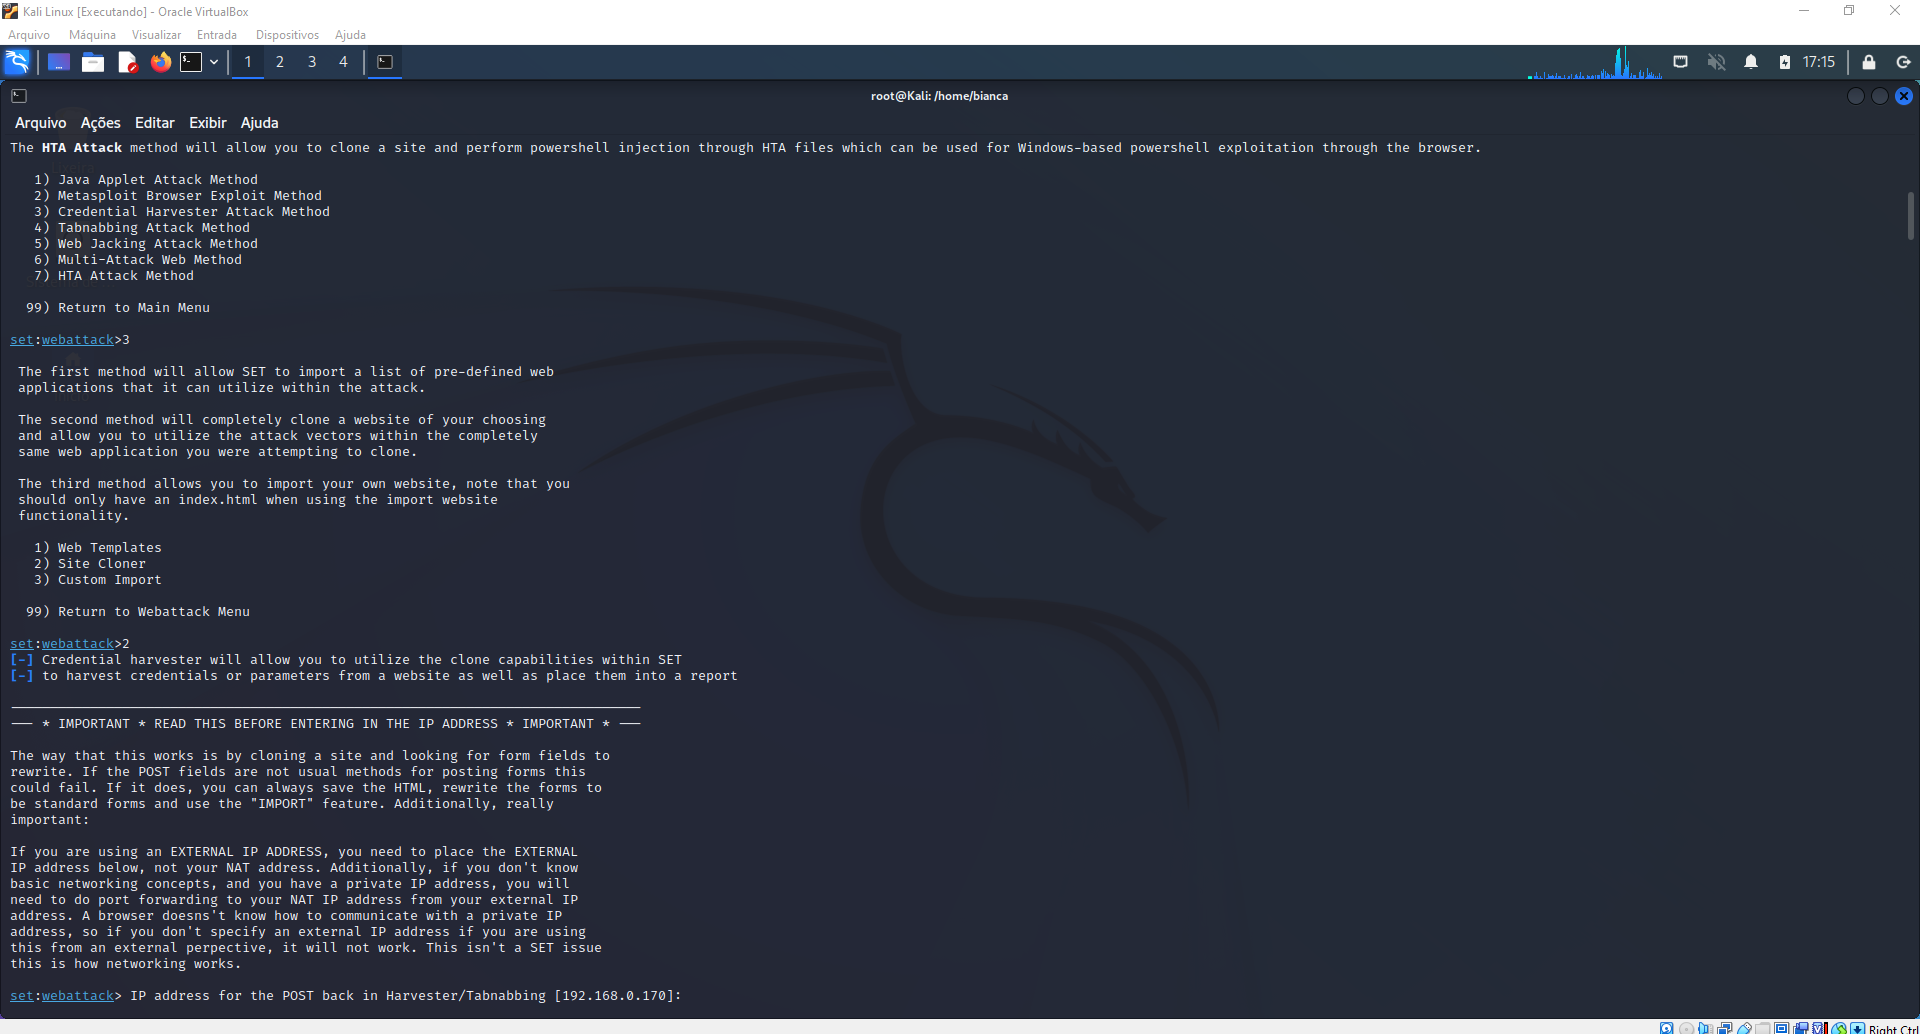 Kali Linux [Executando] - Oracle VirtualBox
Arquivo Máquina Visualizar Entrada Dispositivos Ajuda
1 2 3 4 17:15
root@Kali: /home/bianca
Arquivo Ações Editar Exibir Ajuda
The HTA Attack method will allow you to clone a site and perform powershell injection through HTA files which can be used for Windows-based powershell exploitation through the browser.
1) Java Applet Attack Method
2) Metasploit Browser Exploit Method
3) Credential Harvester Attack Method
4) Tabnabbing Attack Method
5) Web Jacking Attack Method
6) Multi-Attack Web Method
7) HTA Attack Method
99) Return to Main Menu
set:webattack>3
The first method will allow SET to import a list of pre-defined web
applications that it can utilize within the attack.
The second method will completely clone a website of your choosing
and allow you to utilize the attack vectors within the completely
same web application you were attempting to clone.
The third method allows you to import your own website, note that you
should only have an index.html when using the import website
functionality.
1) Web Templates
2) Site Cloner
3) Custom Import
99) Return to Webattack Menu
set:webattack>2
[-] Credential harvester will allow you to utilize the clone capabilities within SET
[-] to harvest credentials or parameters from a website as well as place them into a report
--- * IMPORTANT * READ THIS BEFORE ENTERING IN THE IP ADDRESS * IMPORTANT * ---
The way that this works is by cloning a site and looking for form fields to
rewrite. If the POST fields are not usual methods for posting forms this
could fail. If it does, you can always save the HTML, rewrite the forms to
be standard forms and use the "IMPORT" feature. Additionally, really
important:
If you are using an EXTERNAL IP ADDRESS, you need to place the EXTERNAL
IP address below, not your NAT address. Additionally, if you don't know
basic networking concepts, and you have a private IP address, you will
need to do port forwarding to your NAT IP address from your external IP
address. A browser doesns't know how to communicate with a private IP
address, so if you don't specify an external IP address if you are using
this from an external perpective, it will not work. This isn't a SET issue
this is how networking works.
set:webattack> IP address for the POST back in Harvester/Tabnabbing [192.168.0.170]:
Right Ctrl